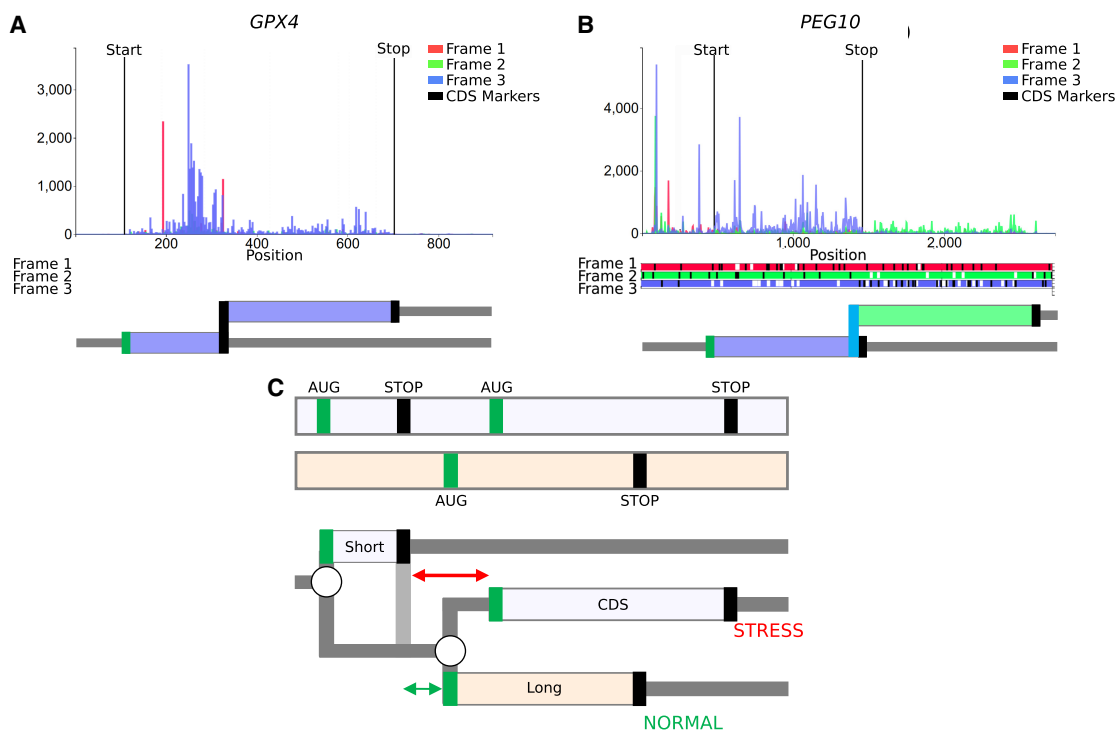 A
GPX4
Start
Stop
Frame 1
Frame 2
Frame 3
CDS Markers
3,000
2,000
1,000
0
200
400
600
800
Position
Frame 1
Frame 2
Frame 3
B
PEG10
)
Start
Stop
Frame 1
Frame 2
Frame 3
CDS Markers
4,000
2,000
0
1,000
2,000
Position
Frame 1
Frame 2
Frame 3
C
AUG STOP AUG STOP
AUG STOP
Short
CDS
STRESS
Long
NORMAL